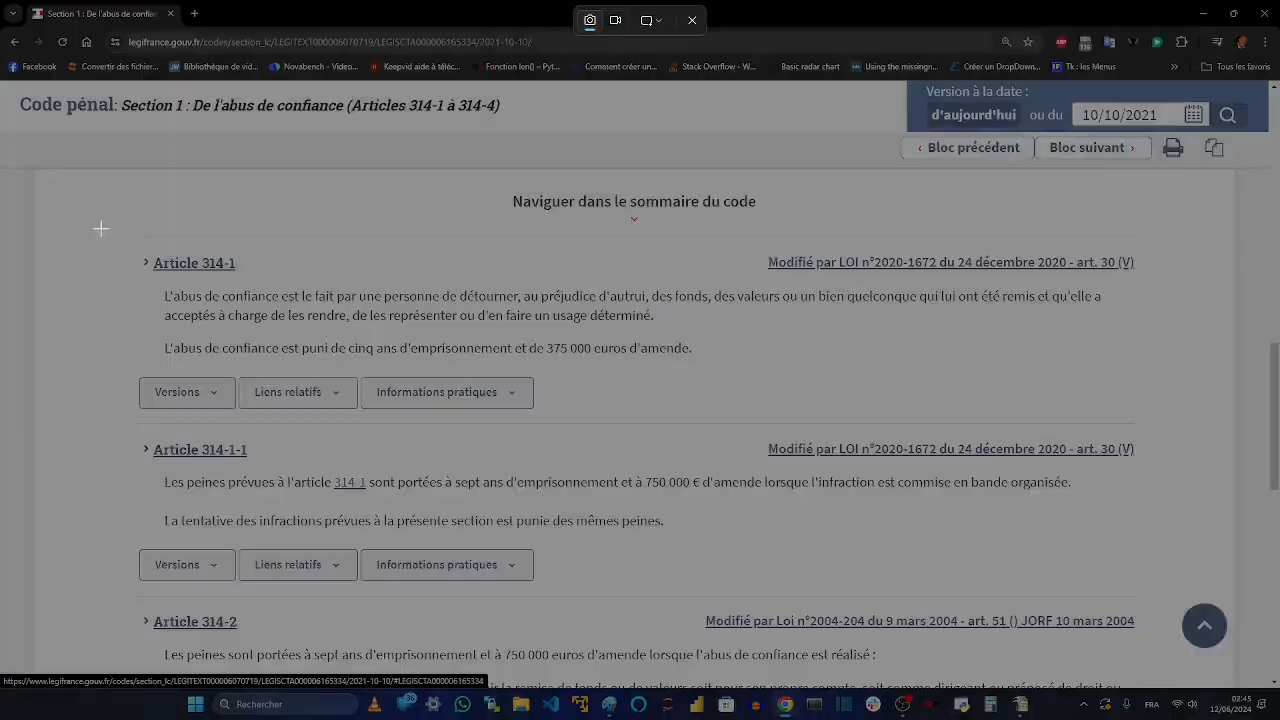 Section 1 : De l'abus de confianc
legifrance.gouv.fr/codes/section_lc/LEGITEXT000006070719/LEGISCTA000006165334/2021-10-10/
Facebook Convertir des fichier... Bibliothèque de vid... Novabench - Video... Keepvid aide à téléc... Fonction len() – Pyt... Comment créer un... Stack Overflow - W... Basic radar chart Using the missingn... Créer un DropDown... Tk : les Menus » Tous les favoris
Code pénal: Section 1 : De l'abus de confiance (Articles 314-1 à 314-4)
Version à la date :
d'aujourd'hui ou du 10/10/2021
Bloc précédent Bloc suivant
Naviguer dans le sommaire du code
Article 314-1 Modifié par LOI n°2020-1672 du 24 décembre 2020 - art. 30 (V)
L'abus de confiance est le fait par une personne de détourner, au préjudice d'autrui, des fonds, des valeurs ou un bien quelconque qui lui ont été remis et qu'elle a
acceptés à charge de les rendre, de les représenter ou d'en faire un usage déterminé.
L'abus de confiance est puni de cinq ans d'emprisonnement et de 375 000 euros d'amende.
Versions Liens relatifs Informations pratiques
Article 314-1-1 Modifié par LOI n°2020-1672 du 24 décembre 2020 - art. 30 (V)
Les peines prévues à l'article 314-1 sont portées à sept ans d'emprisonnement et à 750 000 € d'amende lorsque l'infraction est commise en bande organisée.
La tentative des infractions prévues à la présente section est punie des mêmes peines.
Versions Liens relatifs Informations pratiques
Article 314-2 Modifié par Loi n°2004-204 du 9 mars 2004 - art. 51 () JORF 10 mars 2004
Les peines sont portées à sept ans d'emprisonnement et à 750 000 euros d'amende lorsque l'abus de confiance est réalisé :
https://www.legifrance.gouv.fr/codes/section_lc/LEGITEXT000006070719/LEGISCTA000006165334/2021-10-10/#LEGISCTA000006165334
Rechercher
FRA
02:45
12/06/2024